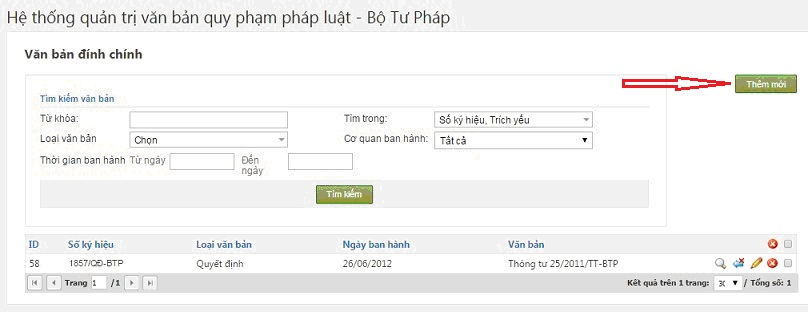 Hệ thống quản trị văn bản quy phạm pháp luật - Bộ Tư Pháp
Văn bản đính chính
Thêm mới
Tìm kiếm văn bản
Từ khóa: Tìm trong: Số ký hiệu, Trích yếu
Loại văn bản Chọn Cơ quan ban hành: Tất cả
Thời gian ban hành Từ ngày Đến ngày
Tìm kiếm
ID Số ký hiệu Loại văn bản Ngày ban hành Văn bản
58 1857/QĐ-BTP Quyết định 26/06/2012 Thông tư 25/2011/TT-BTP
Trang 1 /1 Kết quả trên 1 trang: 30 / Tổng số: 1